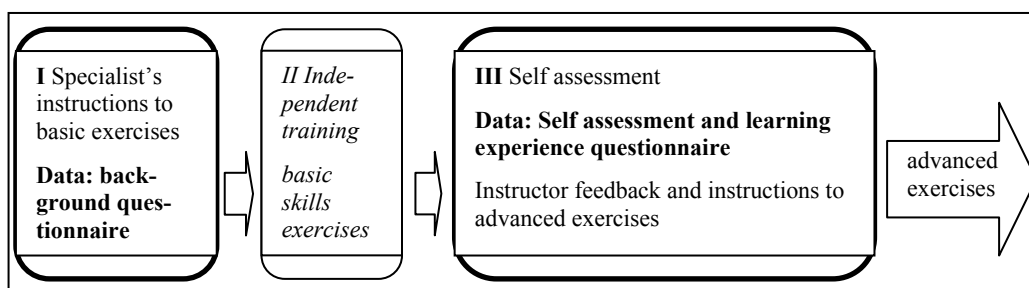 I Specialist's
instructions to
basic exercises
Data: back-
ground ques-
tionnaire
II Inde-
pendent
training
basic
skills
exercises
III Self assessment
Data: Self assessment and learning
experience questionnaire
Instructor feedback and instructions to
advanced exercises
advanced
exercises